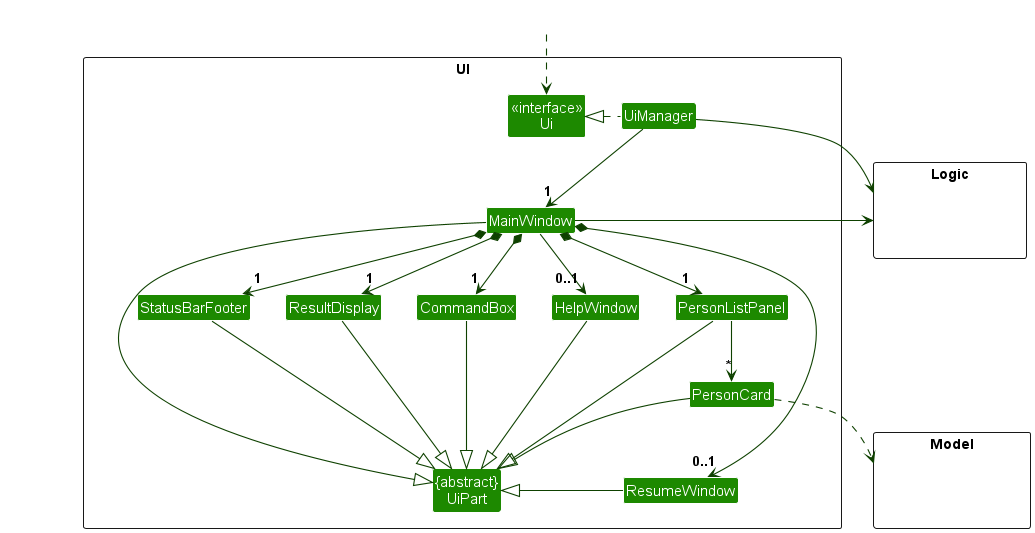 UI
«interface»
Ui
UiManager
Logic
1
MainWindow
1
1
1
0..1
1
StatusBarFooter
ResultDisplay
CommandBox
HelpWindow
PersonListPanel
*
PersonCard
Model
0..1
{abstract}
UiPart
ResumeWindow